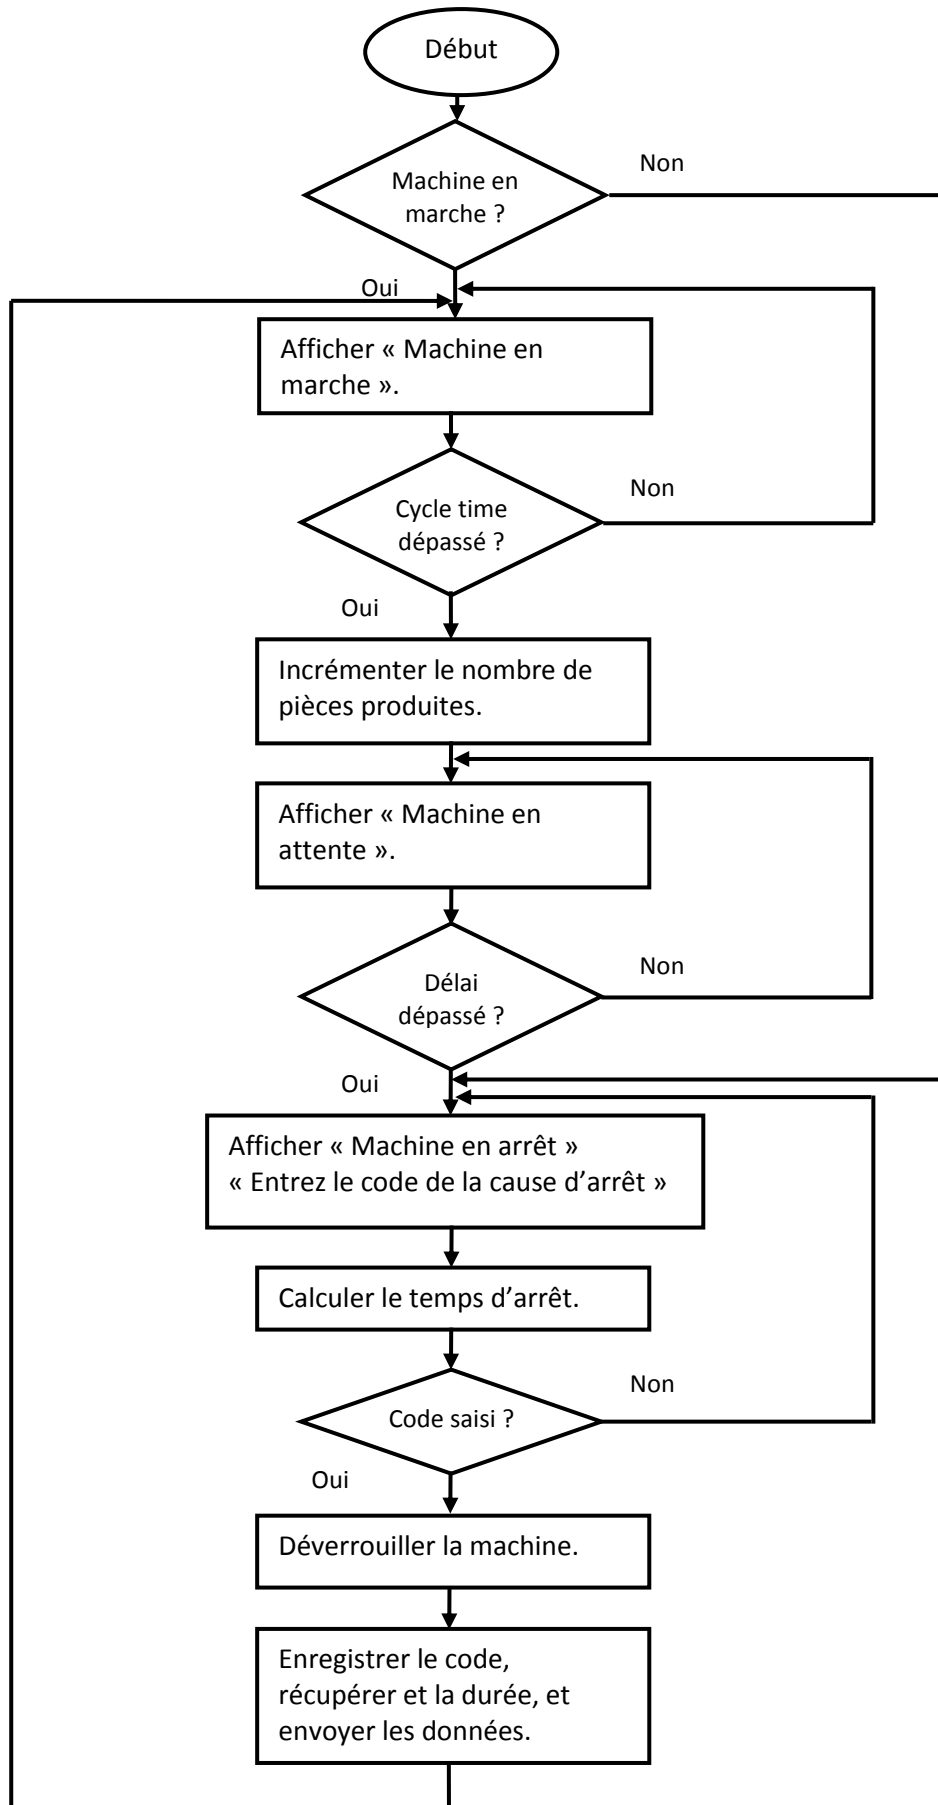 Début
Machine en
marche ?
Non
Oui
Afficher « Machine en
marche ».
Cycle time
dépassé ?
Non
Oui
Incrémenter le nombre de
pièces produites.
Afficher « Machine en
attente ».
Délai
dépassé ?
Non
Oui
Afficher « Machine en arrêt »
« Entrez le code de la cause d’arrêt »
Calculer le temps d’arrêt.
Code saisi ?
Non
Oui
Déverrouiller la machine.
Enregistrer le code,
récupérer et la durée, et
envoyer les données.